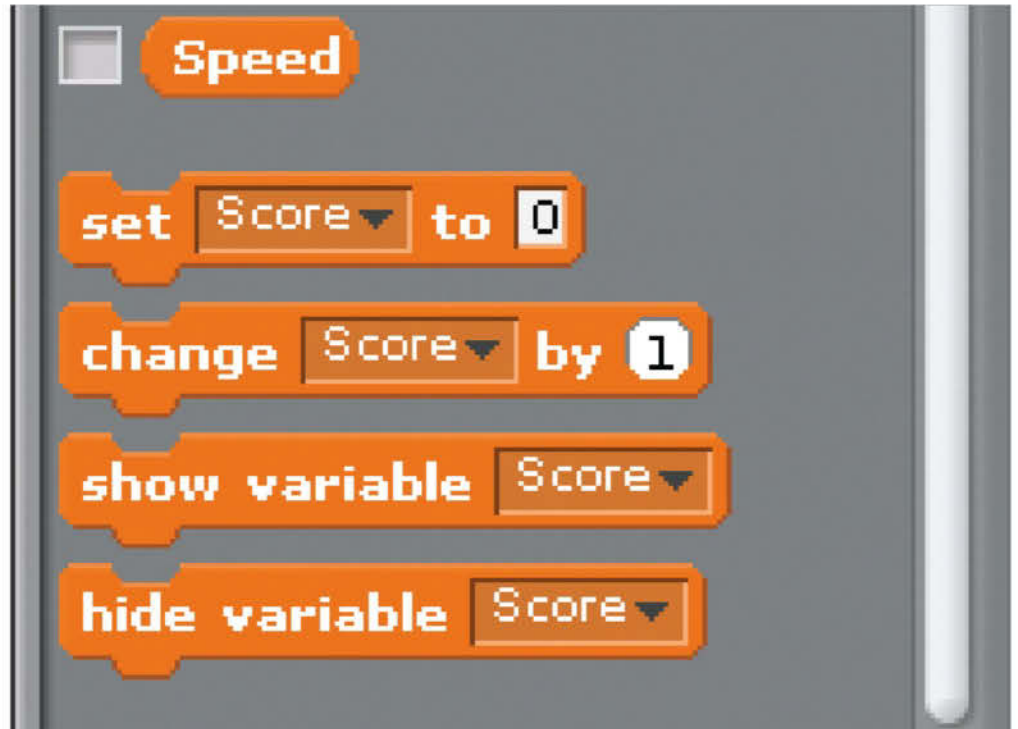 Speed
set Score to 0
change Score by 1
show variable Score
hide variable Score